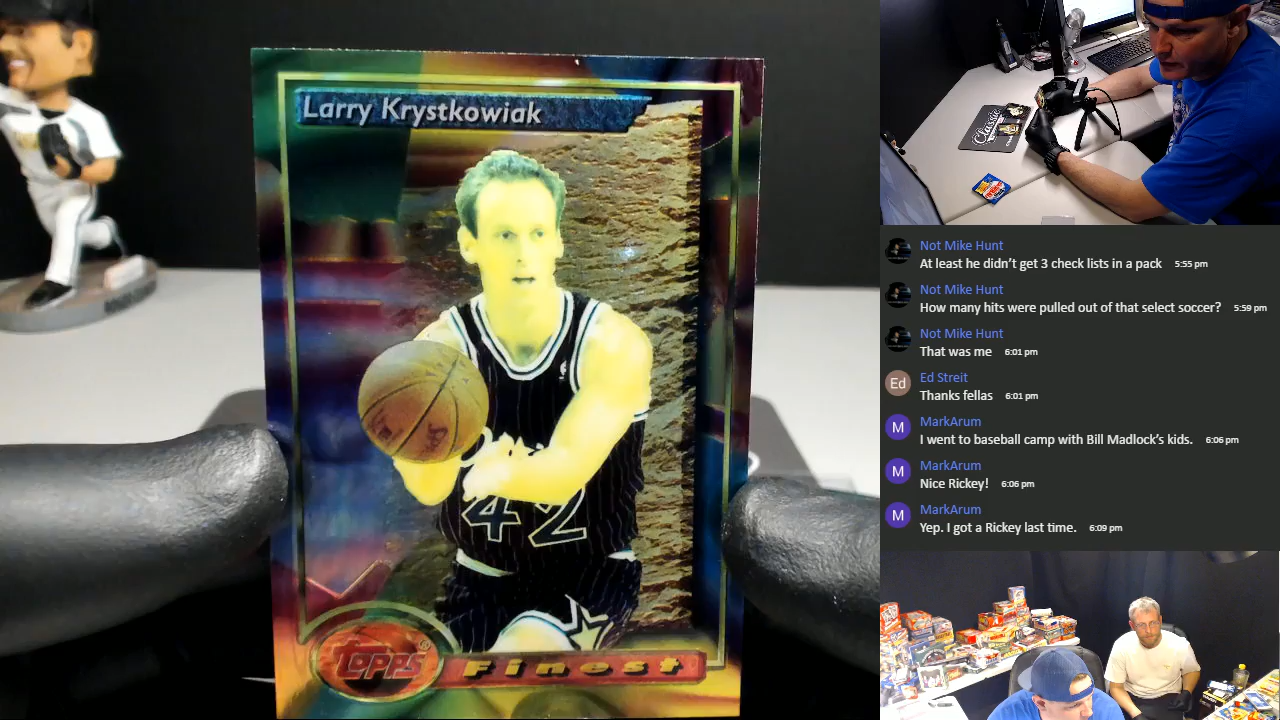 Larry Krystkowiak
42
TOPPS®
Finest
Classic
Not Mike Hunt
At least he didn't get 3 check lists in a pack 5:55 pm
Not Mike Hunt
How many hits were pulled out of that select soccer? 5:59 pm
Not Mike Hunt
That was me 6:01 pm
Ed
Ed Streit
Thanks fellas 6:01 pm
M
MarkArum
I went to baseball camp with Bill Madlock's kids. 6:06 pm
M
MarkArum
Nice Rickey! 6:06 pm
M
MarkArum
Yep. I got a Rickey last time. 6:09 pm